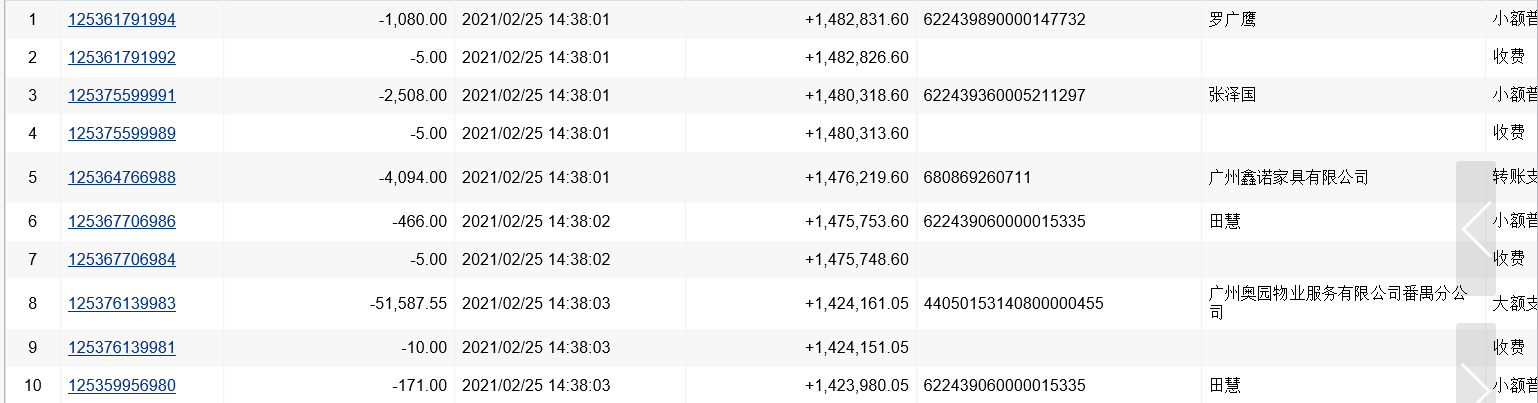 1 125361791994 -1,080.00 2021/02/25 14:38:01 +1,482,831.60 622439890000147732 罗广鹰 小额普
2 125361791992 -5.00 2021/02/25 14:38:01 +1,482,826.60 收费
3 125375599991 -2,508.00 2021/02/25 14:38:01 +1,480,318.60 622439360005211297 张泽国 小额普
4 125375599989 -5.00 2021/02/25 14:38:01 +1,480,313.60 收费
5 125364766988 -4,094.00 2021/02/25 14:38:01 +1,476,219.60 680869260711 广州鑫诺家具有限公司 转账支
6 125367706986 -466.00 2021/02/25 14:38:02 +1,475,753.60 622439060000015335 田慧 小额普
7 125367706984 -5.00 2021/02/25 14:38:02 +1,475,748.60 收费
8 125376139983 -51,587.55 2021/02/25 14:38:03 +1,424,161.05 44050153140800000455 广州奥园物业服务有限公司番禺分公 大额支
司
9 125376139981 -10.00 2021/02/25 14:38:03 +1,424,151.05 收费
10 125359956980 -171.00 2021/02/25 14:38:03 +1,423,980.05 622439060000015335 田慧 小额普